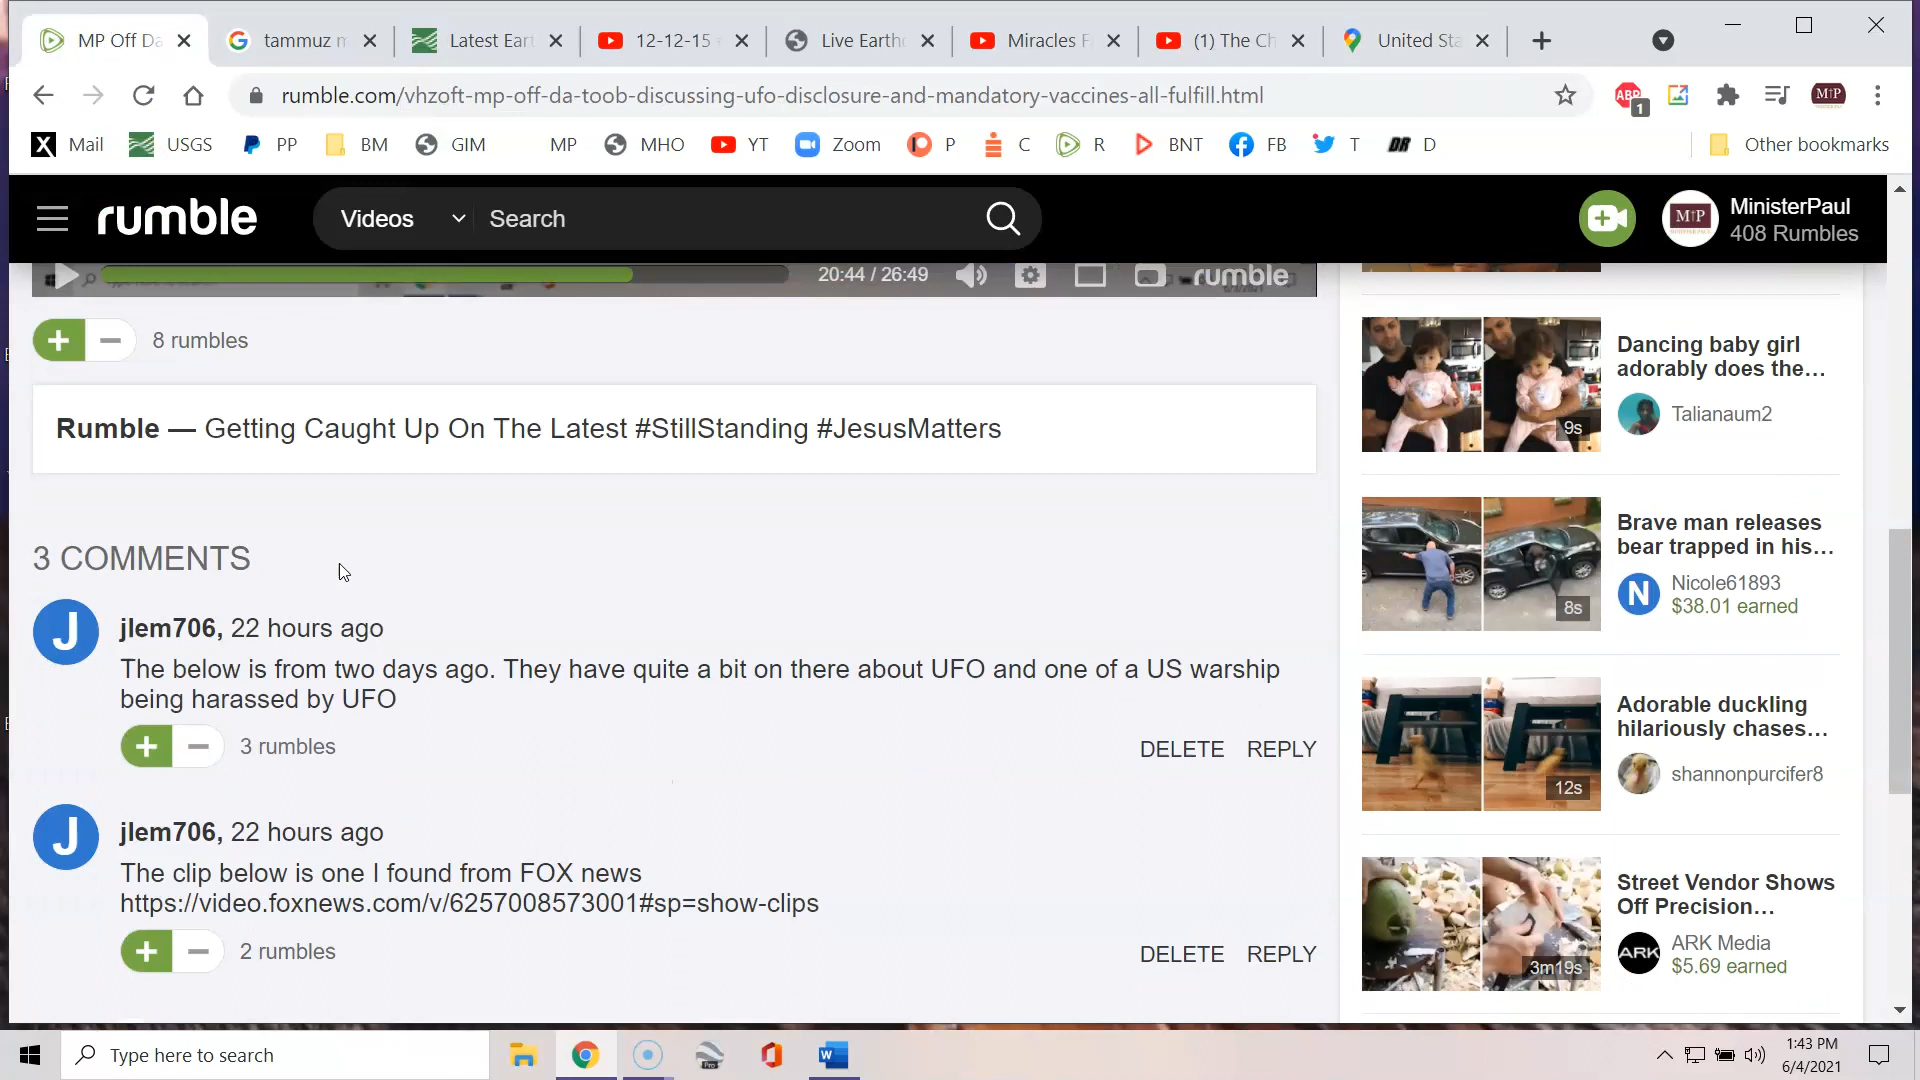 MP Off Da
tammuz m
Latest Eart
12-12-15
Live Earth
Miracles F
(1) The Ch
United Sta
rumble.com/vhzoft-mp-off-da-toob-discussing-ufo-disclosure-and-mandatory-vaccines-all-fulfill.html
ABP
1
M†P
X Mail
USGS
PP
BM
GIM
MP
MHO
YT
Zoom
P
C
R
BNT
FB
T
DR D
Other bookmarks
rumble
Videos
Search
M†P
MinisterPaul
408 Rumbles
20:44 / 26:49
rumble
8 rumbles
Rumble — Getting Caught Up On The Latest #StillStanding #JesusMatters
3 COMMENTS
J
jlem706, 22 hours ago
The below is from two days ago. They have quite a bit on there about UFO and one of a US warship
being harassed by UFO
3 rumbles
DELETE REPLY
J
jlem706, 22 hours ago
The clip below is one I found from FOX news
https://video.foxnews.com/v/6257008573001#sp=show-clips
2 rumbles
DELETE REPLY
9s
Dancing baby girl
adorably does the...
Talianaum2
8s
Brave man releases
bear trapped in his...
N
Nicole61893
$38.01 earned
12s
Adorable duckling
hilariously chases...
shannonpurcifer8
3m19s
Street Vendor Shows
Off Precision...
ARK
ARK Media
$5.69 earned
Type here to search
Pro
W
1:43 PM
6/4/2021